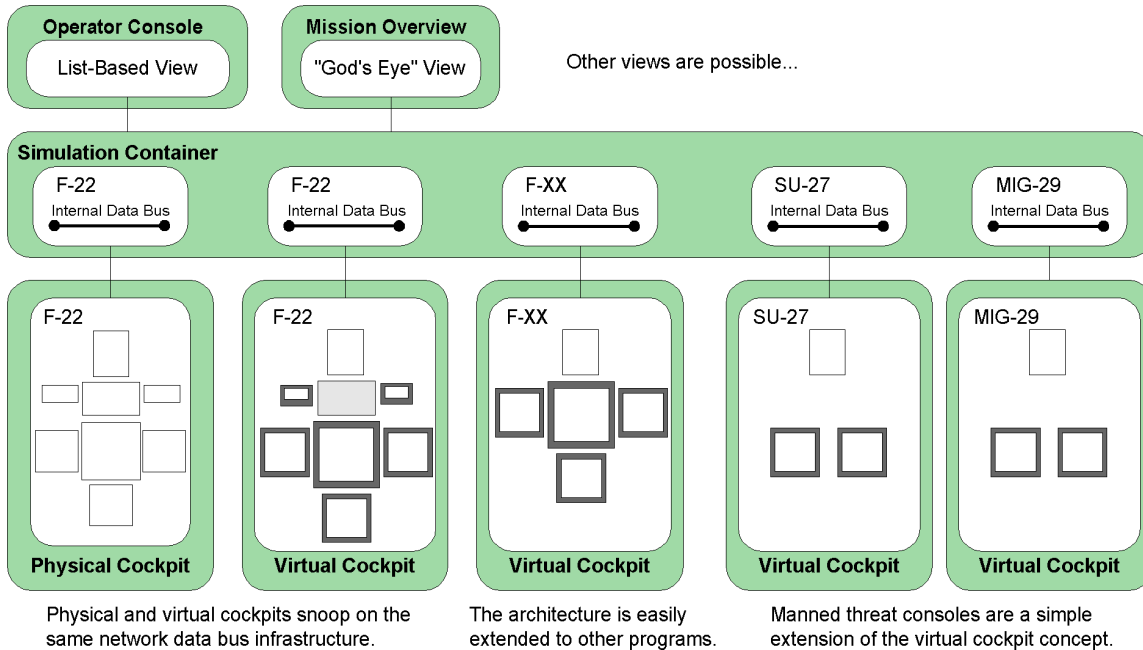 Operator Console
List-Based View
Mission Overview
"God's Eye" View
Other views are possible...
Simulation Container
F-22
Internal Data Bus
F-22
Internal Data Bus
F-XX
Internal Data Bus
SU-27
Internal Data Bus
MIG-29
Internal Data Bus
F-22
Physical Cockpit
F-22
Virtual Cockpit
F-XX
Virtual Cockpit
SU-27
Virtual Cockpit
MIG-29
Virtual Cockpit
Physical and virtual cockpits snoop on the
same network data bus infrastructure.
The architecture is easily
extended to other programs.
Manned threat consoles are a simple
extension of the virtual cockpit concept.